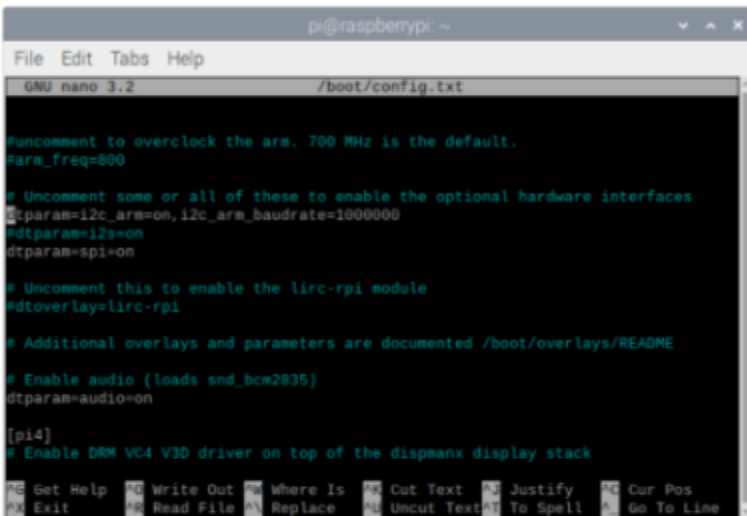 pi@raspberrypi: ~
File Edit Tabs Help
GNU nano 3.2 /boot/config.txt
#uncomment to overclock the arm. 700 MHz is the default.
#arm_freq=800
# Uncomment some or all of these to enable the optional hardware interfaces
dtparam=i2c_arm=on,i2c_arm_baudrate=1000000
#dtparam=i2s=on
dtparam=spi=on
# Uncomment this to enable the lirc-rpi module
#dtoverlay=lirc-rpi
# Additional overlays and parameters are documented /boot/overlays/README
# Enable audio (loads snd_bcm2835)
dtparam=audio=on
[pi4]
# Enable DRM VC4 V3D driver on top of the dispmanx display stack
^G Get Help ^O Write Out ^W Where Is ^K Cut Text ^J Justify ^C Cur Pos
^X Exit ^R Read File ^\ Replace ^U Uncut Text ^T To Spell ^_ Go To Line